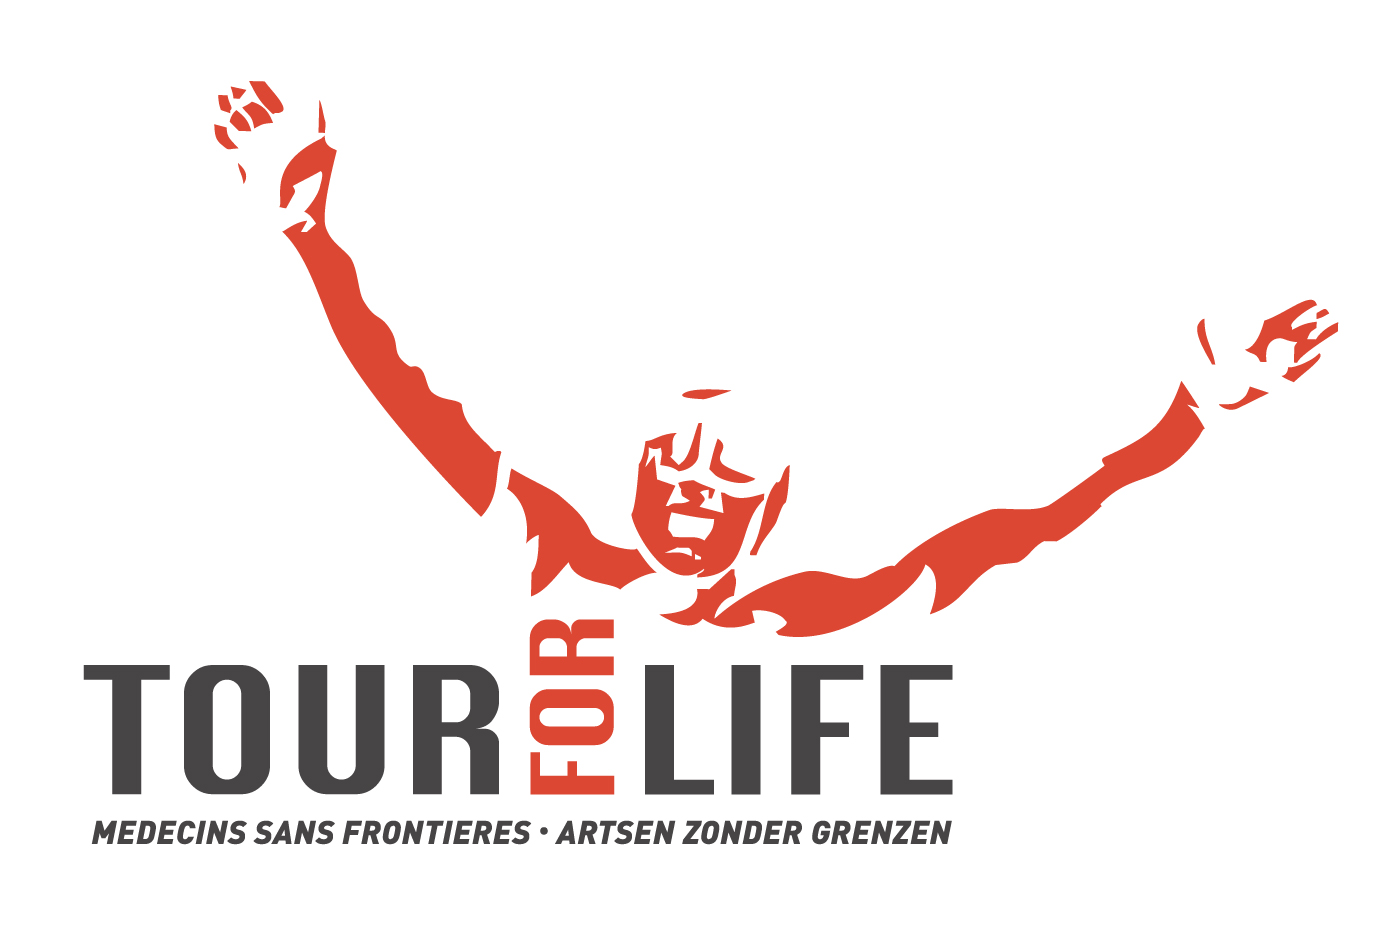 TOUR FOR LIFE
MEDECINS SANS FRONTIERES • ARTSEN ZONDER GRENZEN